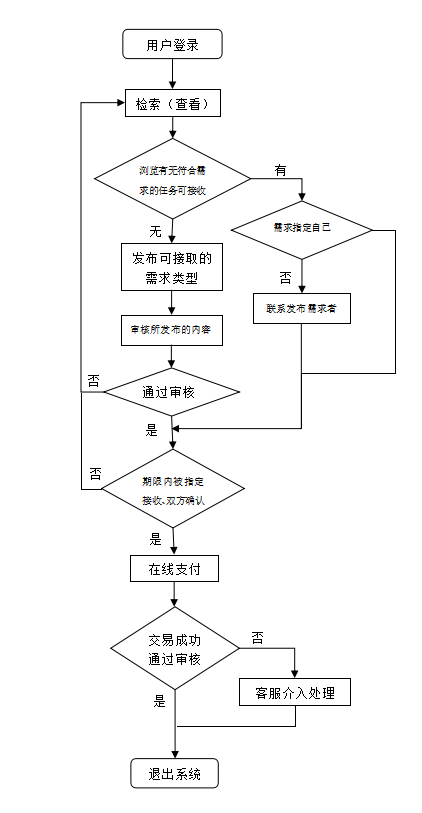 用户登录
检索（查看）
浏览有无符合需
求的任务可接收
有
需求指定自己
无
发布可接取的
需求类型
否
联系发布需求者
审核所发布的内容
否
通过审核
是
否
期限内被指定
接收、双方确认
是
在线支付
交易成功
通过审核
否
客服介入处理
是
退出系统